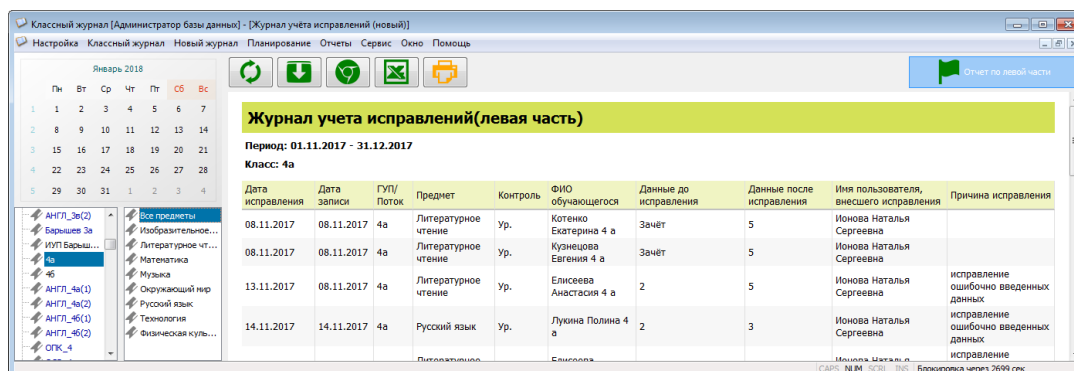 Классный журнал [Администратор базы данных] - [Журнал учёта исправлений (новый)]
Настройка Классный журнал Новый журнал Планирование Отчеты Сервис Окно Помощь
Январь 2018
Пн Вт Ср Чт Пт Сб Вс
1 1 2 3 4 5 6 7
2 8 9 10 11 12 13 14
3 15 16 17 18 19 20 21
4 22 23 24 25 26 27 28
5 29 30 31 1 2 3 4
АНГЛ_3в(2)
Барышев 3а
ИУП Барыш...
4а
4б
АНГЛ_4а(1)
АНГЛ_4а(2)
АНГЛ_4б(1)
АНГЛ_4б(2)
ОПК_4
Все предметы
Изобразительное...
Литературное чт...
Математика
Музыка
Окружающий мир
Русский язык
Технология
Физическая куль...
Отчет по левой части
Журнал учета исправлений(левая часть)
Период: 01.11.2017 - 31.12.2017
Класс: 4а
Дата исправления
Дата записи
ГУП/ Поток
Предмет
Контроль
ФИО обучающегося
Данные до исправления
Данные после исправления
Имя пользователя, внесшего исправление
Причина исправления
08.11.2017 08.11.2017 4а Литературное чтение Ур. Котенко Екатерина 4 а Зачёт 5 Ионова Наталья Сергеевна
08.11.2017 08.11.2017 4а Литературное чтение Ур. Кузнецова Евгения 4 а Зачёт 5 Ионова Наталья Сергеевна
13.11.2017 08.11.2017 4а Литературное чтение Ур. Елисеева Анастасия 4 а 2 5 Ионова Наталья Сергеевна исправление ошибочно введенных данных
14.11.2017 14.11.2017 4а Русский язык Ур. Лукина Полина 4 а 2 3 Ионова Наталья Сергеевна исправление ошибочно введенных данных
Литературное Елисеева Ионова Наталья исправление
CAPS NUM SCRL INS Блокировка через 2699 сек